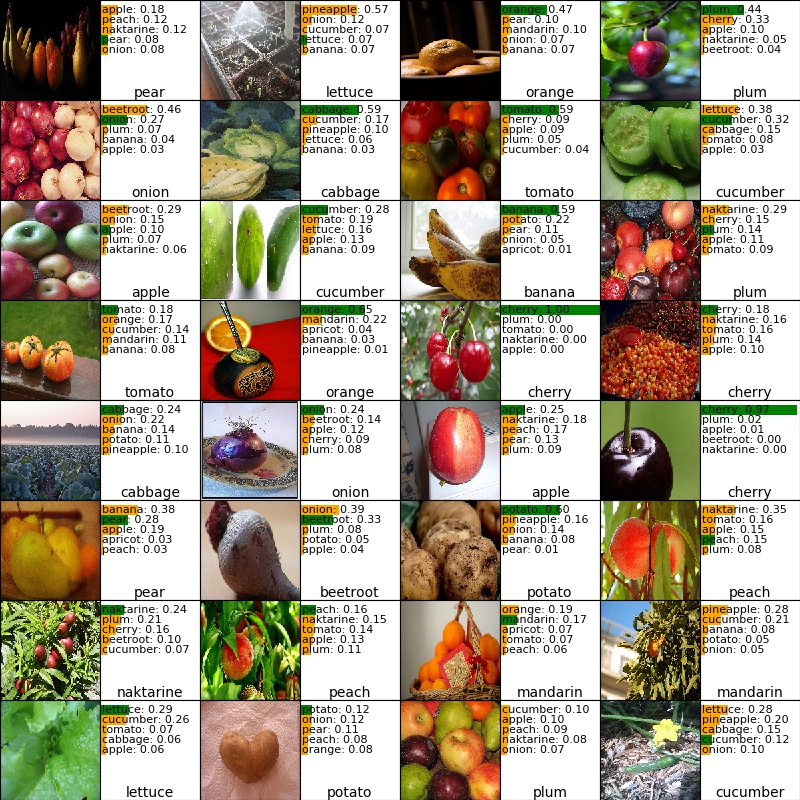 apple: 0.18
peach: 0.12
naktarine: 0.12
pear: 0.08
onion: 0.08
pear
pineapple: 0.57
onion: 0.12
cucumber: 0.07
lettuce: 0.07
banana: 0.07
lettuce
orange: 0.47
pear: 0.10
mandarin: 0.10
onion: 0.07
banana: 0.07
orange
plum: 0.44
cherry: 0.33
apple: 0.10
naktarine: 0.05
beetroot: 0.04
plum
beetroot: 0.46
onion: 0.27
plum: 0.07
banana: 0.04
apple: 0.03
onion
cabbage: 0.59
cucumber: 0.17
pineapple: 0.10
lettuce: 0.06
banana: 0.03
cabbage
tomato: 0.59
cherry: 0.09
apple: 0.09
plum: 0.05
cucumber: 0.04
tomato
lettuce: 0.38
cucumber: 0.32
cabbage: 0.15
tomato: 0.08
apple: 0.03
cucumber
beetroot: 0.29
onion: 0.19
apple: 0.10
plum: 0.07
naktarine: 0.06
apple
cucumber: 0.28
tomato: 0.19
lettuce: 0.16
apple: 0.13
banana: 0.09
cucumber
banana: 0.59
potato: 0.22
pear: 0.11
onion: 0.05
apricot: 0.01
banana
naktarine: 0.29
cherry: 0.15
plum: 0.14
apple: 0.11
tomato: 0.09
plum
tomato: 0.18
orange: 0.17
cucumber: 0.14
mandarin: 0.11
banana: 0.08
tomato
orange: 0.65
mandarin: 0.22
apricot: 0.04
banana: 0.03
pineapple: 0.01
orange
cherry: 1.00
plum: 0.00
tomato: 0.00
naktarine: 0.00
apple: 0.00
cherry
cherry: 0.18
naktarine: 0.16
tomato: 0.16
plum: 0.14
apple: 0.10
cherry
cabbage: 0.24
onion: 0.22
banana: 0.14
potato: 0.11
pineapple: 0.10
cabbage
onion: 0.24
beetroot: 0.14
apple: 0.12
cherry: 0.09
plum: 0.08
onion
apple: 0.25
naktarine: 0.18
peach: 0.17
pear: 0.13
plum: 0.09
apple
cherry: 0.97
plum: 0.02
apple: 0.01
beetroot: 0.00
naktarine: 0.00
cherry
banana: 0.38
pear: 0.28
apple: 0.19
apricot: 0.03
peach: 0.03
pear
onion: 0.39
beetroot: 0.33
plum: 0.08
potato: 0.05
apple: 0.04
beetroot
potato: 0.60
pineapple: 0.16
onion: 0.14
banana: 0.08
pear: 0.01
potato
naktarine: 0.35
tomato: 0.16
apple: 0.15
peach: 0.15
plum: 0.08
peach
naktarine: 0.24
plum: 0.21
cherry: 0.16
beetroot: 0.10
cucumber: 0.07
naktarine
peach: 0.16
naktarine: 0.15
tomato: 0.14
apple: 0.13
plum: 0.11
peach
orange: 0.19
mandarin: 0.17
apricot: 0.07
tomato: 0.07
peach: 0.06
mandarin
pineapple: 0.28
cucumber: 0.21
banana: 0.08
potato: 0.05
onion: 0.05
mandarin
lettuce: 0.29
cucumber: 0.26
tomato: 0.07
cabbage: 0.06
apple: 0.06
lettuce
potato: 0.12
onion: 0.12
pear: 0.11
peach: 0.08
orange: 0.08
potato
cucumber: 0.10
apple: 0.10
peach: 0.09
naktarine: 0.08
onion: 0.07
plum
lettuce: 0.28
pineapple: 0.20
cabbage: 0.15
cucumber: 0.12
onion: 0.10
cucumber